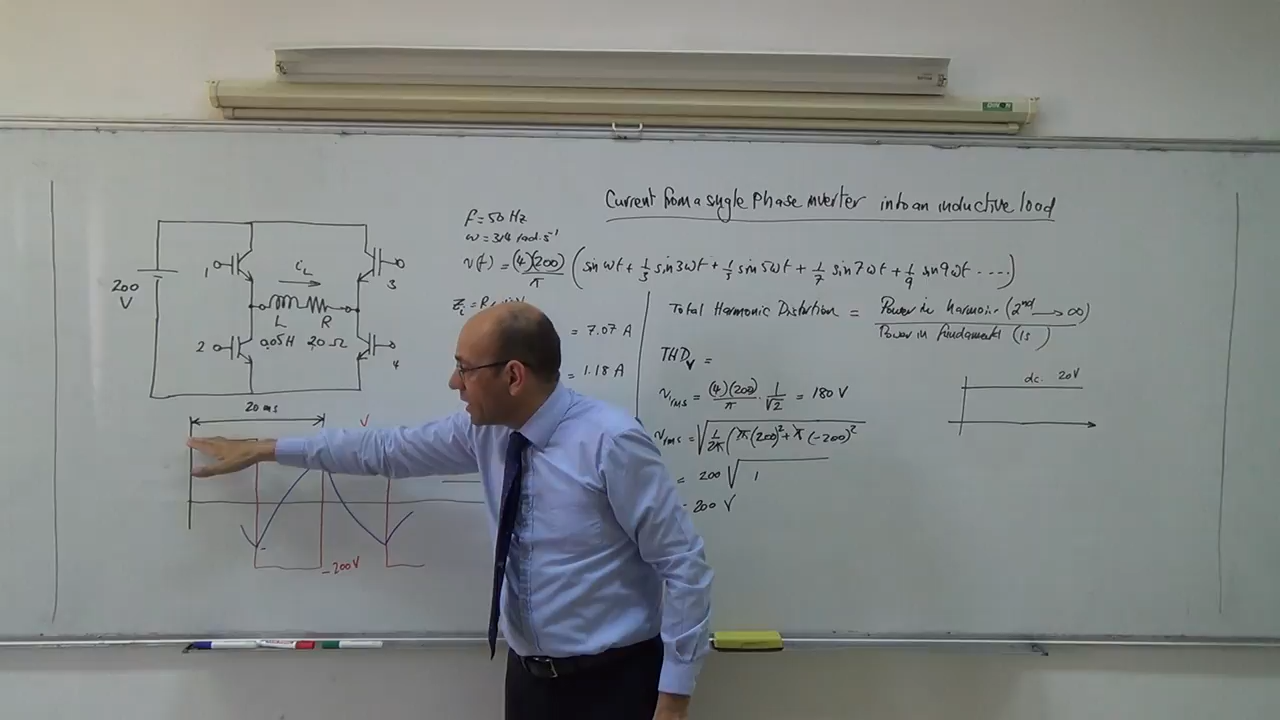 Current from a single Phase Inverter into an inductive load
f = 50 Hz
ω = 314 rad.s⁻¹
v(t) = (4)(200)/π ( sin ωt + 1/3 sin 3ωt + 1/5 sin 5ωt + 1/7 sin 7ωt + 1/9 sin 9ωt ....)
200
V
1
2
3
4
i_L
L
R
0.05H
20 Ω
= 7.07 A
= 1.18 A
Total Harmonic Distortion = Power in harmonic (2nd → ∞) / Power in fundamental (1s)
THD_V =
v_rms = (4)(200)/π . 1/√2 = 180 V
v_rms = √(1/2π (π(200)² + π(-200)²
= 200 √1
= 200 V
dc. 20V
20 ms
V
-200V